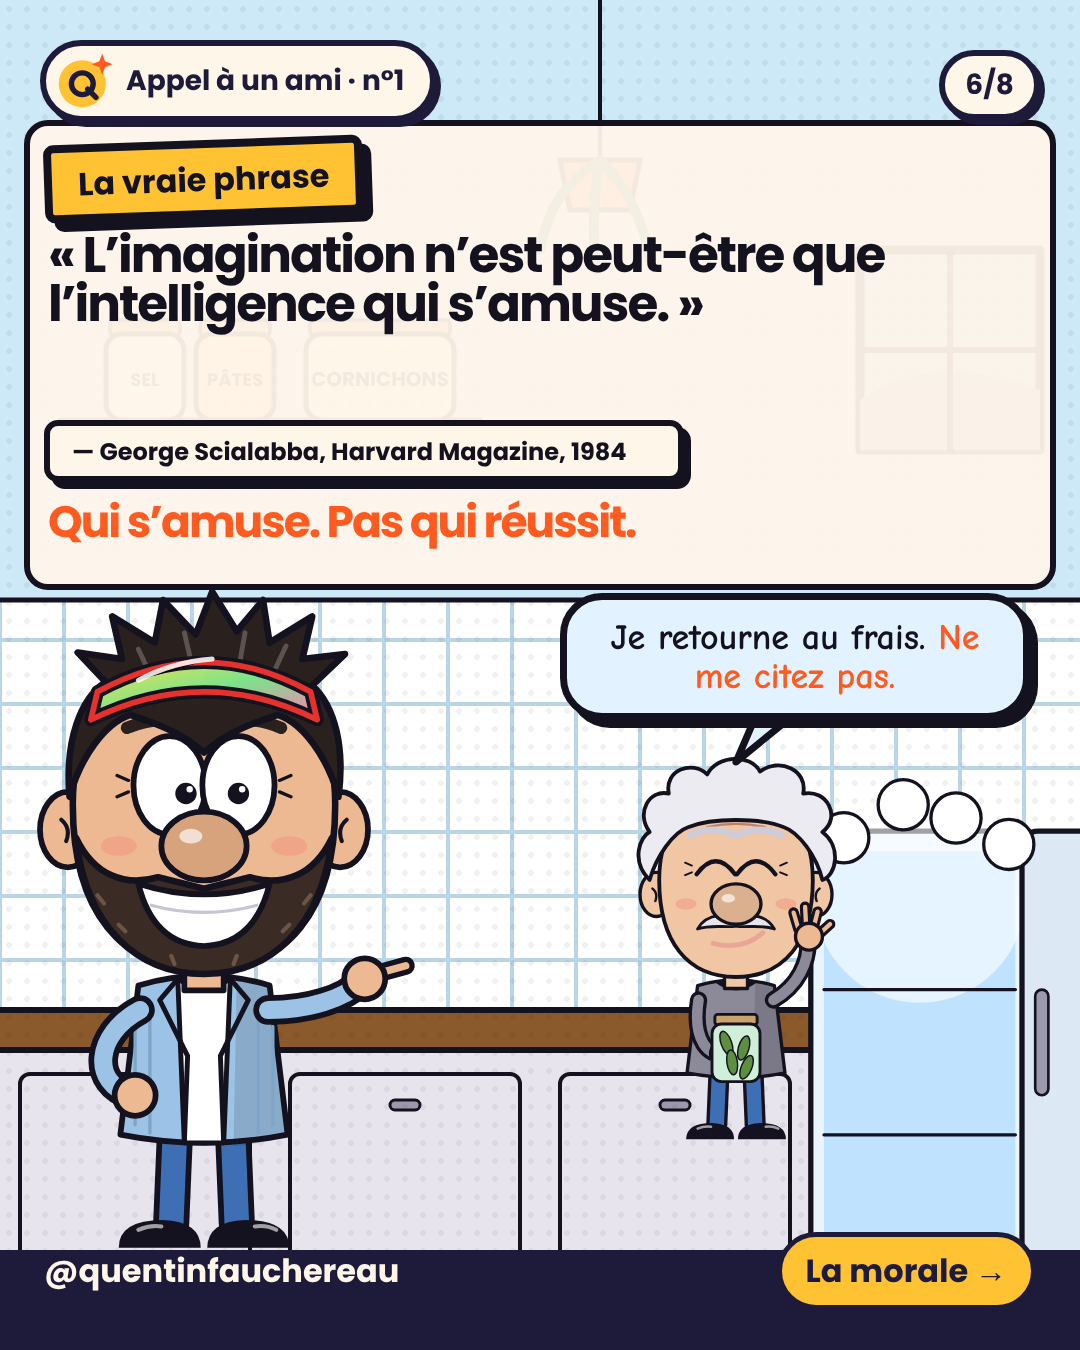 Q
Appel à un ami · n°1
6/8
La vraie phrase
« L’imagination n’est peut-être que
l’intelligence qui s’amuse. »
SEL
PÂTES
CORNICHONS
— George Scialabba, Harvard Magazine, 1984
Qui s’amuse. Pas qui réussit.
Je retourne au frais. Ne
me citez pas.
@quentinfauchereau
La morale →